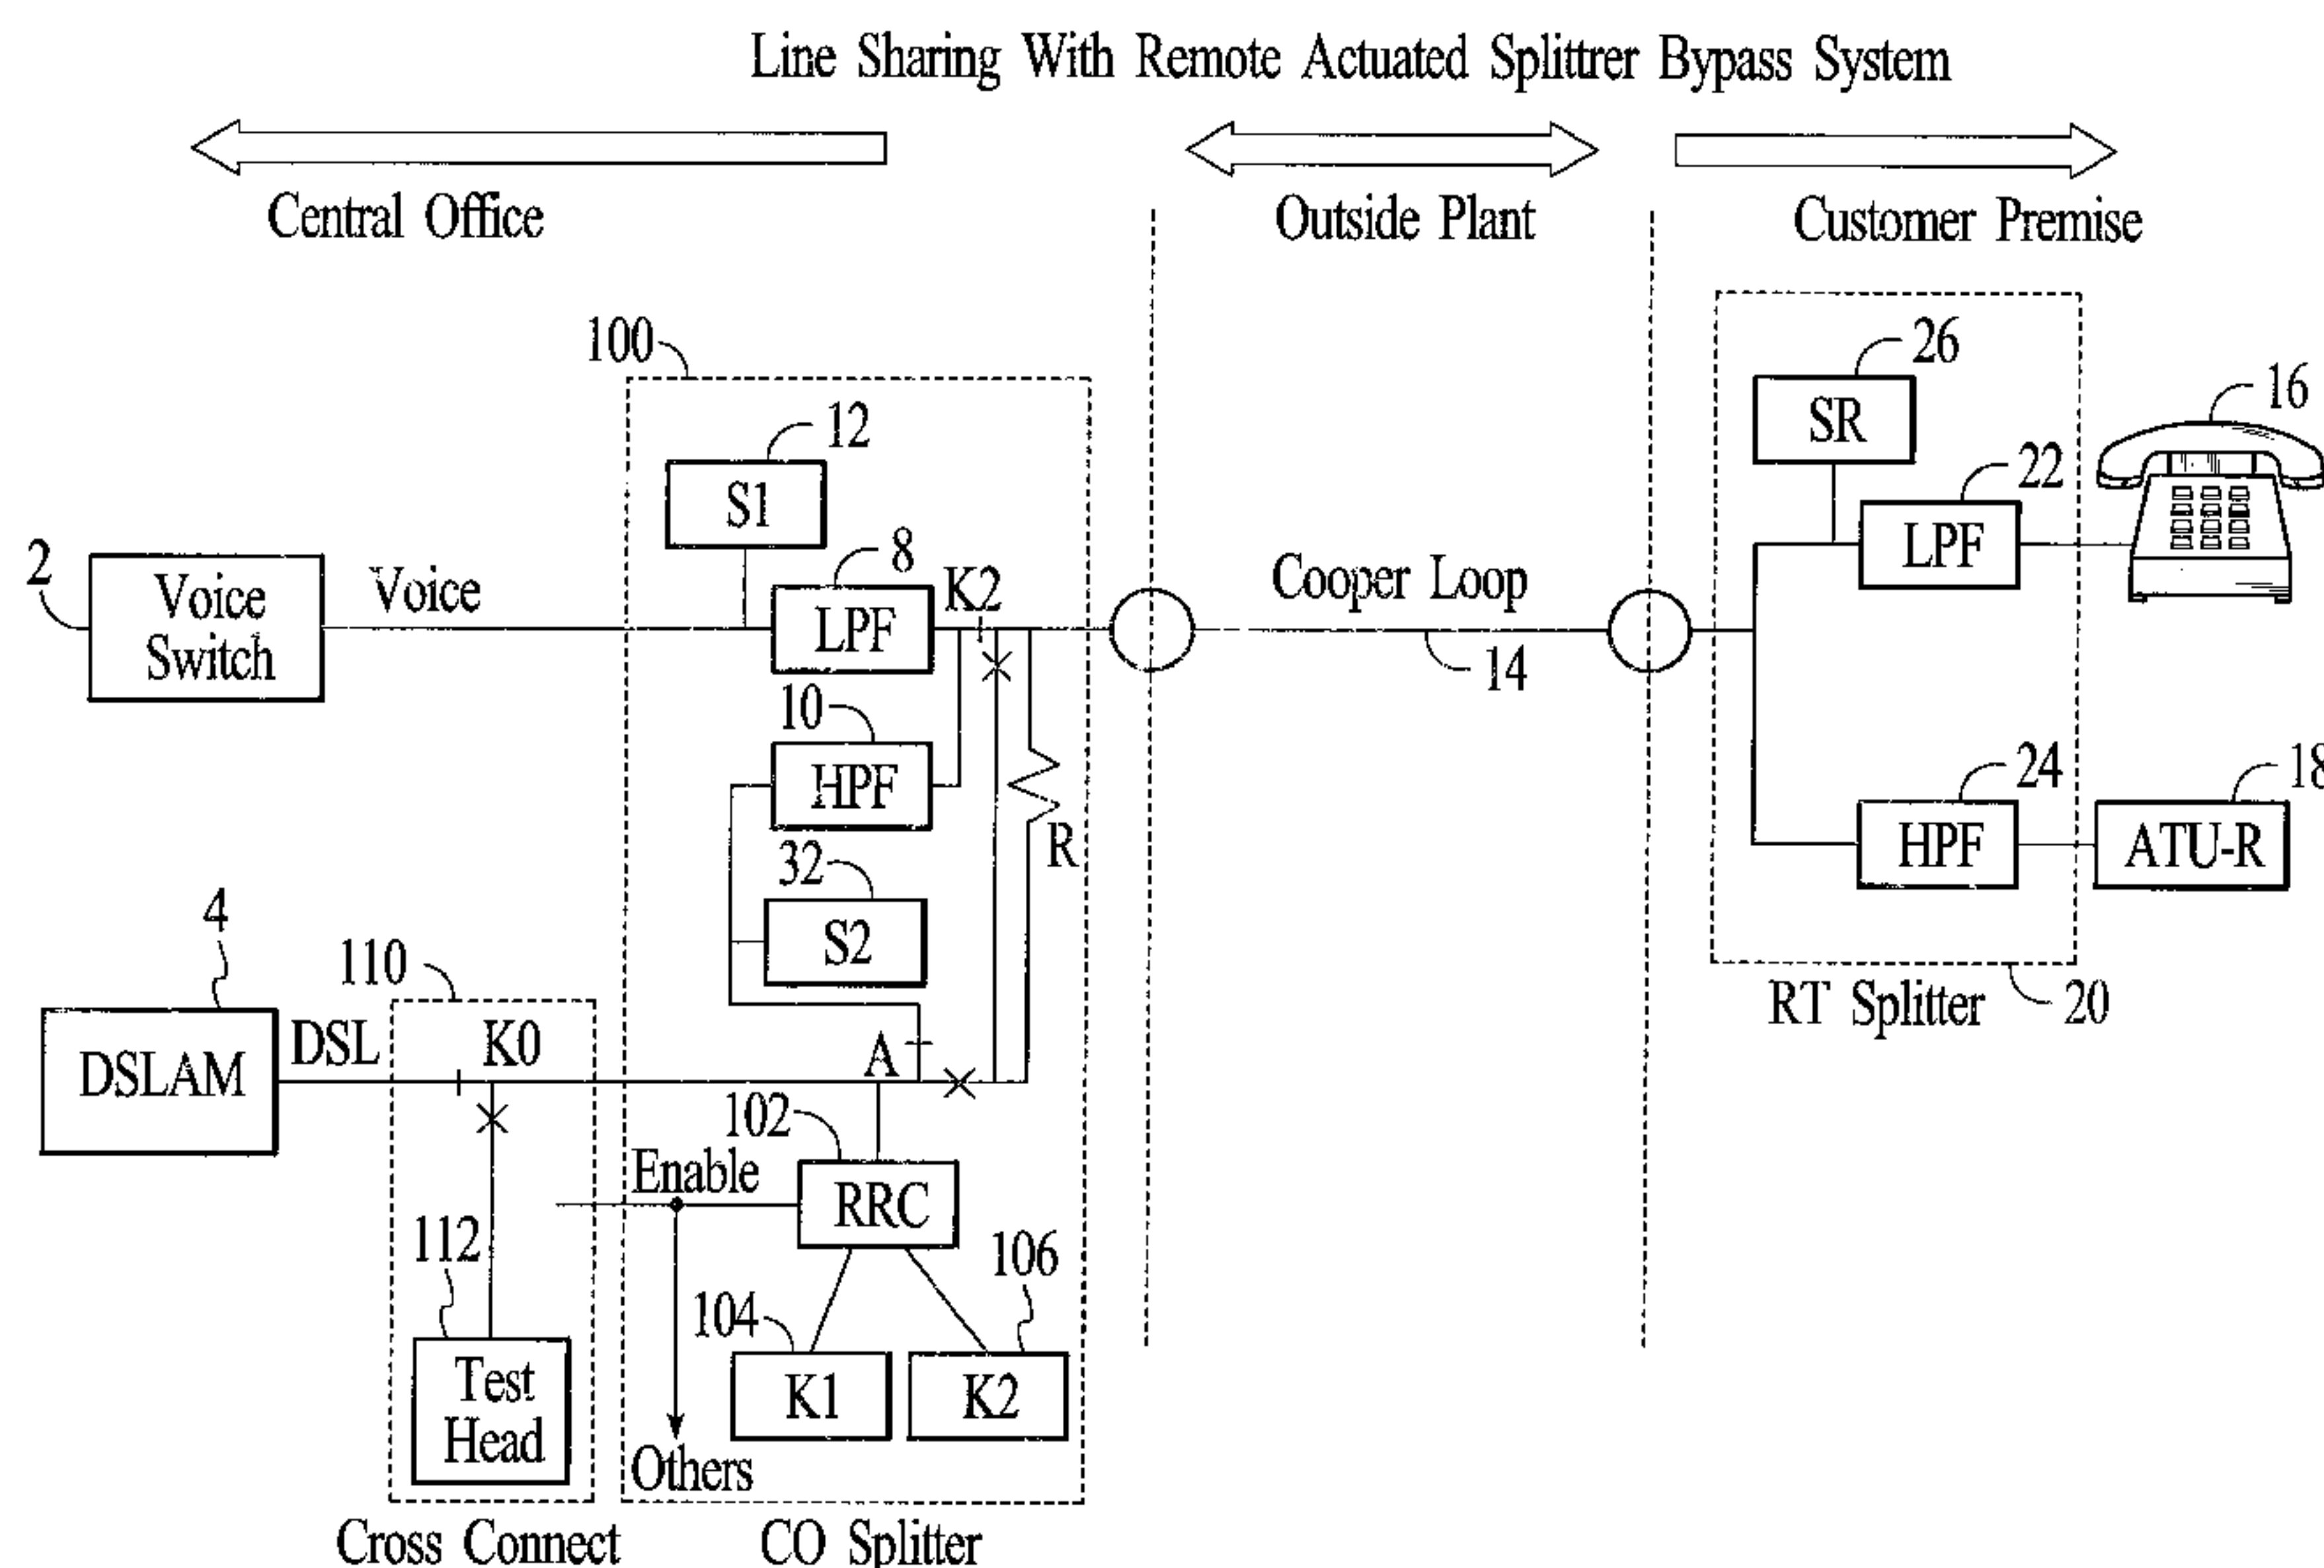 Line Sharing With Remote Actuated Splittrer Bypass System
Central Office
Outside Plant
Customer Premise
100
26
SR
16
12
S1
22
LPF
8
K2
LPF
2
Voice
Switch
Voice
Cooper Loop
14
10
HPF
R
24
HPF
18
ATU-R
32
S2
4
110
RT Splitter
20
DSLAM
DSL
K0
A
102
Enable
RRC
112
106
104
Test
Head
K1
K2
Others
Cross Connect
CO Splitter